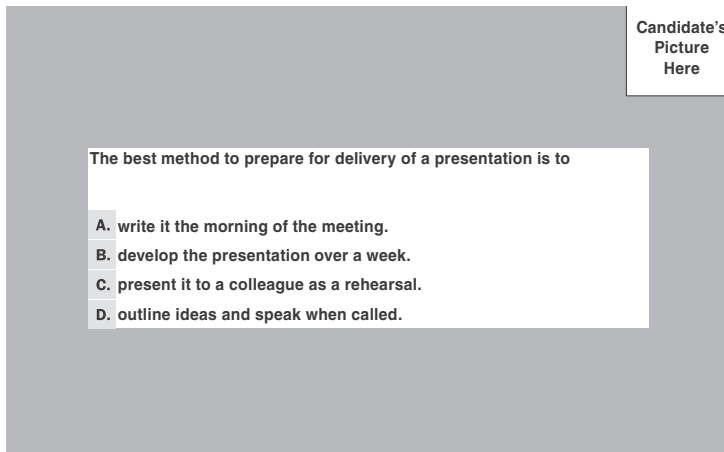 Candidate's
Picture
Here
The best method to prepare for delivery of a presentation is to
A. write it the morning of the meeting.
B. develop the presentation over a week.
C. present it to a colleague as a rehearsal.
D. outline ideas and speak when called.